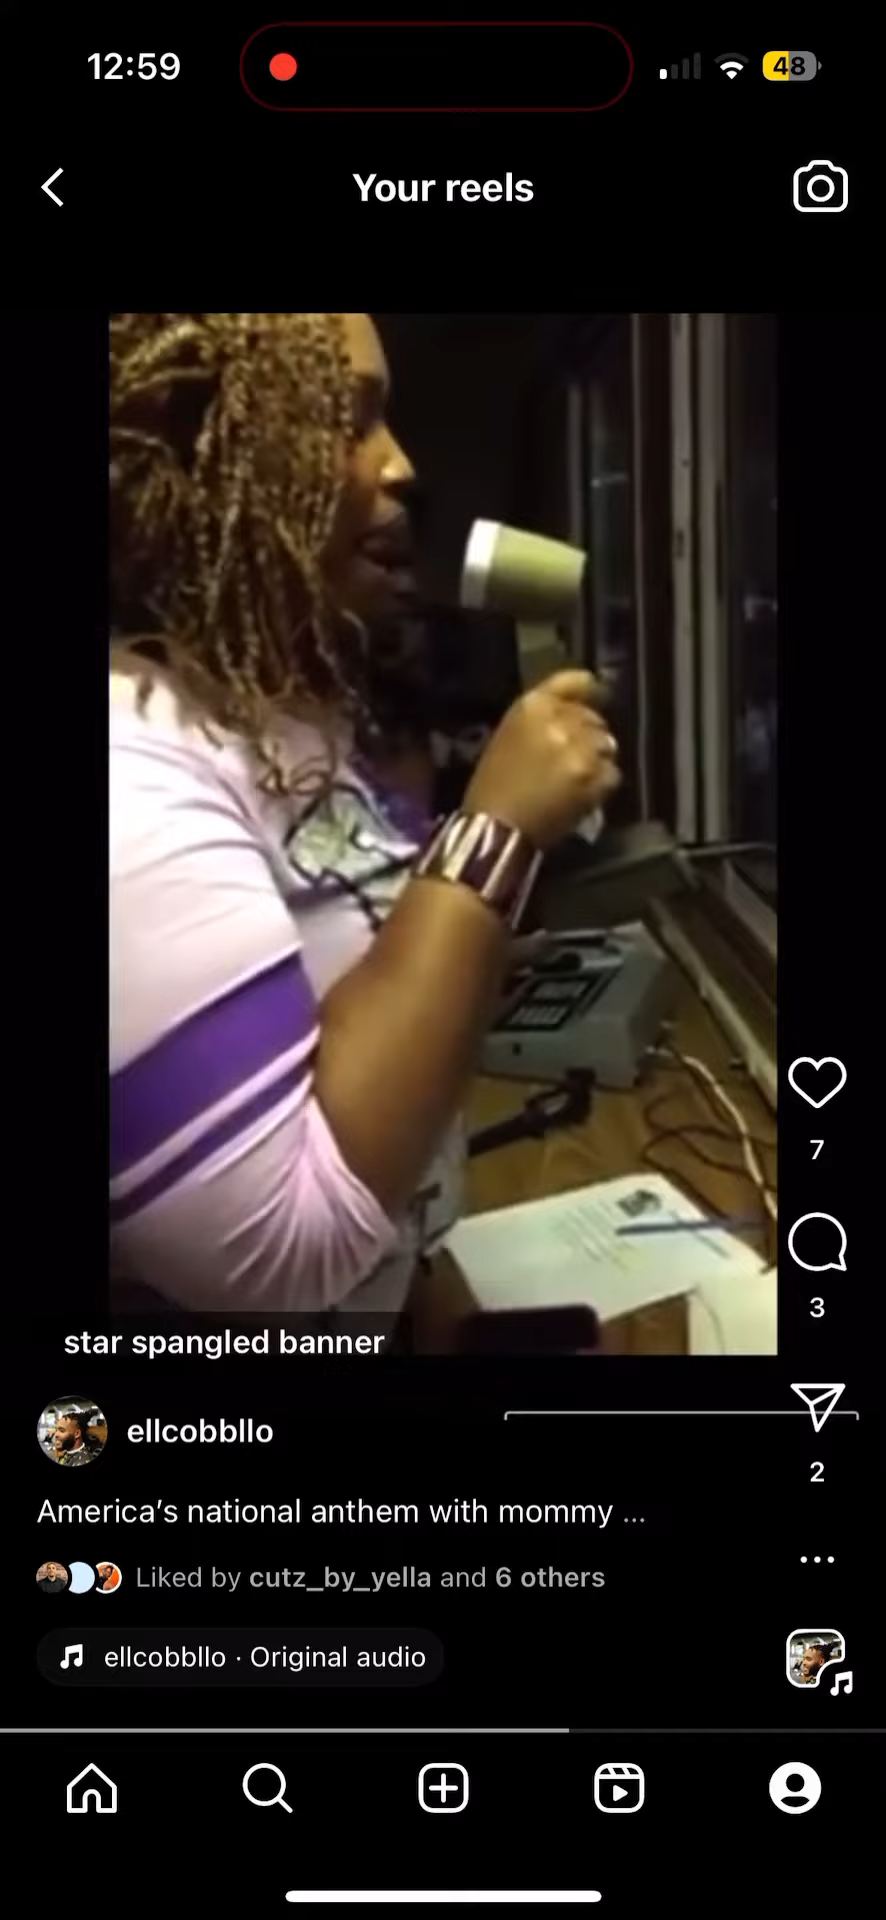 12:59
48
Your reels
7
3
star spangled banner
ellcobbllo
2
America's national anthem with mommy ...
Liked by cutz_by_yella and 6 others
ellcobbllo · Original audio